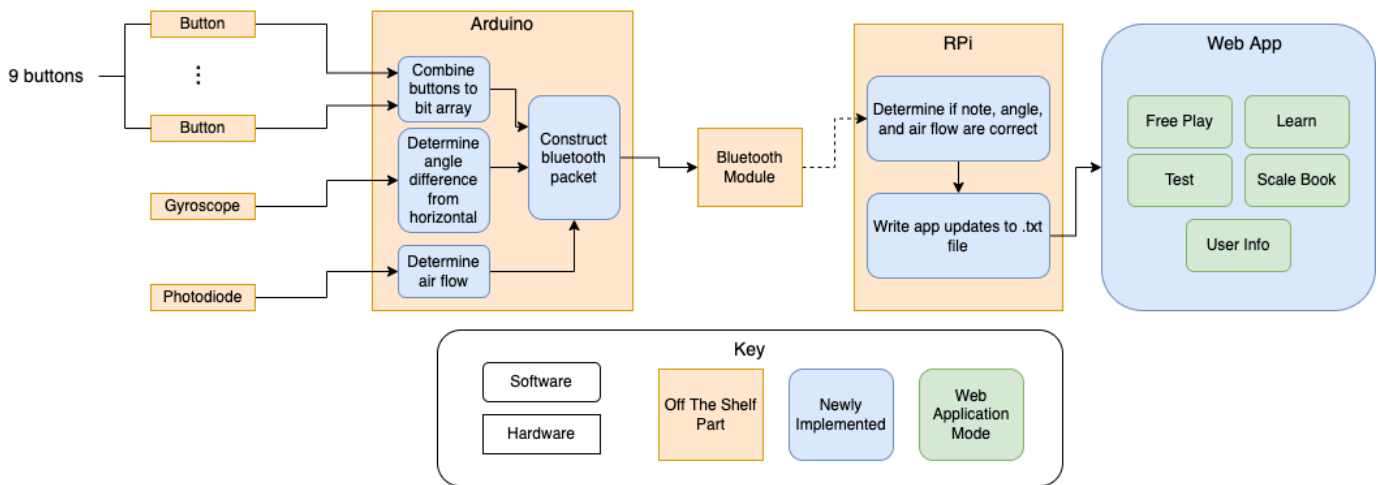 9 buttons
Button
⋮
Button
Gyroscope
Photodiode
Arduino
Combine
buttons to
bit array
Determine
angle
difference
from
horizontal
Determine
air flow
Construct
bluetooth
packet
Bluetooth
Module
RPi
Determine if note, angle,
and air flow are correct
Write app updates to .txt
file
Web App
Free Play
Learn
Test
Scale Book
User Info
Key
Software
Hardware
Off The Shelf
Part
Newly
Implemented
Web
Application
Mode